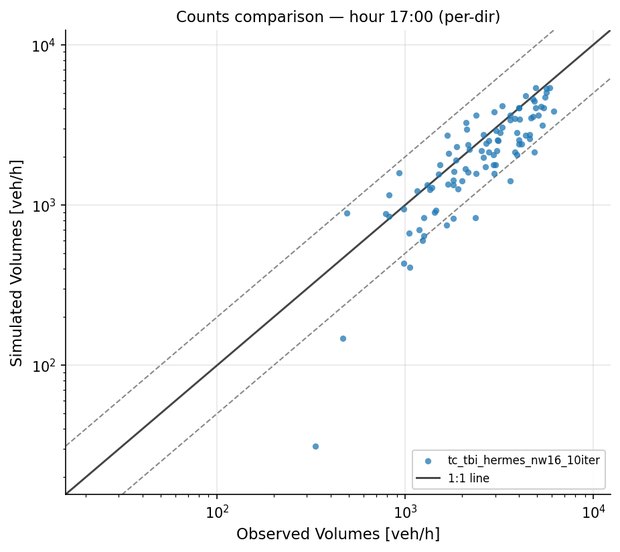 Counts comparison — hour 17:00 (per-dir)
Simulated Volumes [veh/h]
10⁴
10³
10²
10²
10³
10⁴
Observed Volumes [veh/h]
tc_tbi_hermes_nw16_10iter
1:1 line